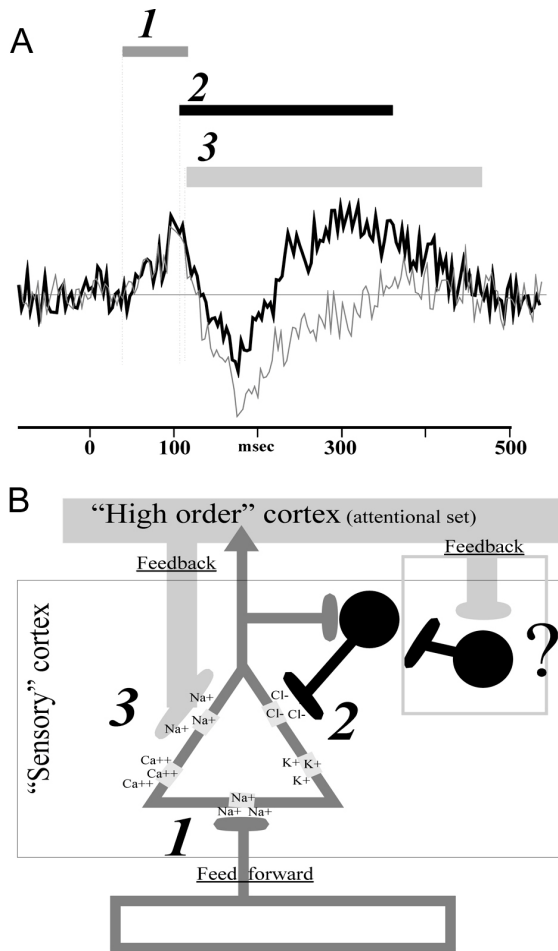 A
1
2
3
0 100 msec 300 500
B
“High order” cortex (attentional set)
Feedback
Feedback
“Sensory” cortex
3
Na+
Na+
Na+
Ca++
Ca++
Ca++
Cl-
Cl- Cl-
2
K+ K+
K+
?
Na+
Na+ Na+
1
Feed forward